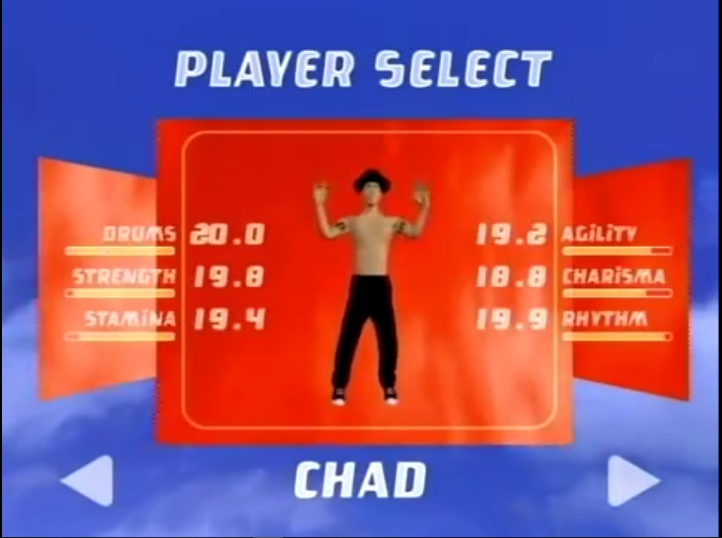 PLAYER SELECT
DRUMS 20.0
19.2 AGILITY
STRENGTH 19.8
18.8 CHARISMA
STAMINA 19.4
19.9 RHYTHM
CHAD